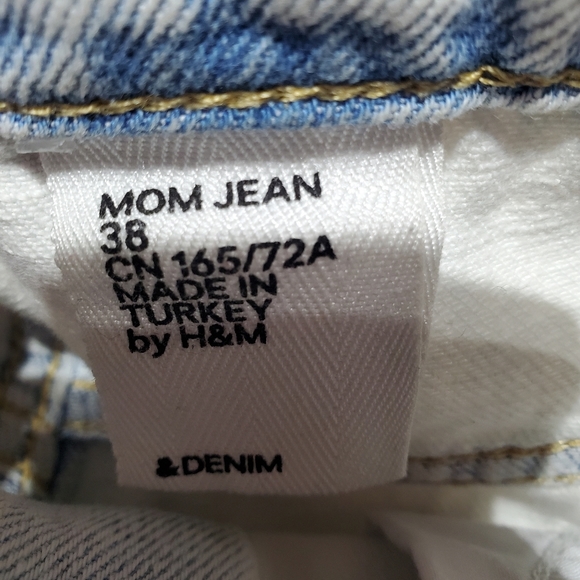 MOM JEAN
38
CN 165/72A
MADE IN
TURKEY
by H&M
&DENIM